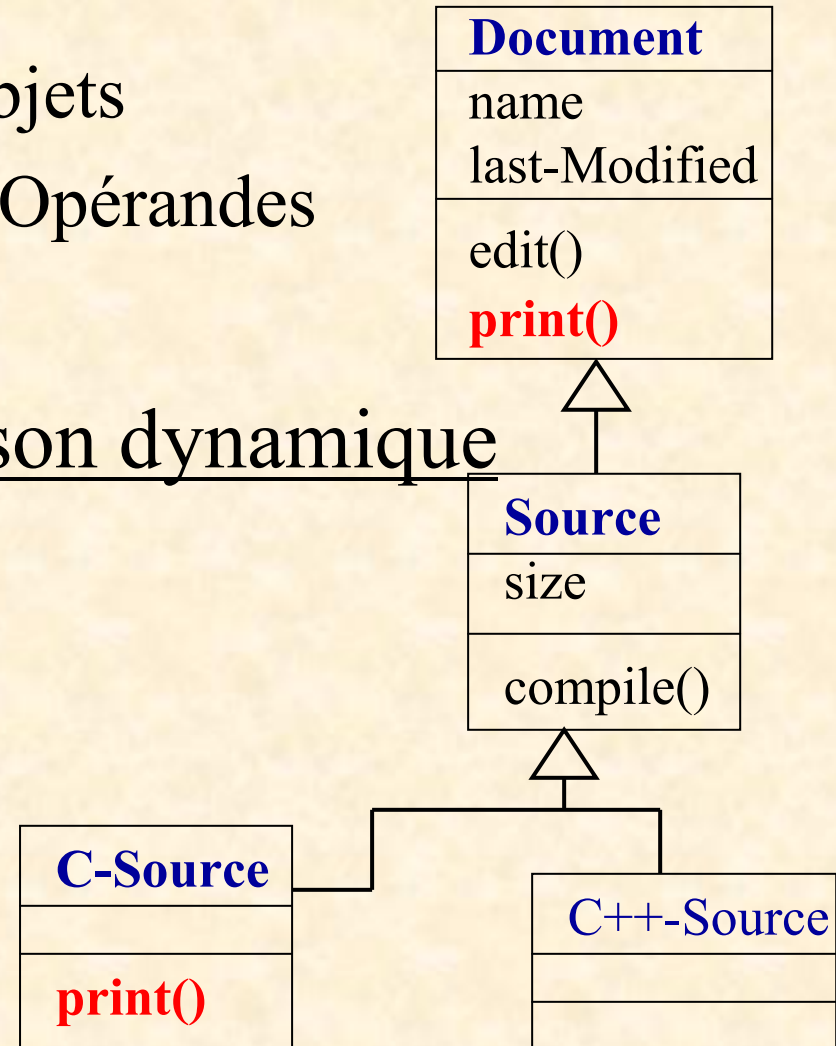 bjets
Opérandes
son dynamique
Document
name
last-Modified
edit()
print()
Source
size
compile()
C-Source
print()
C++-Source